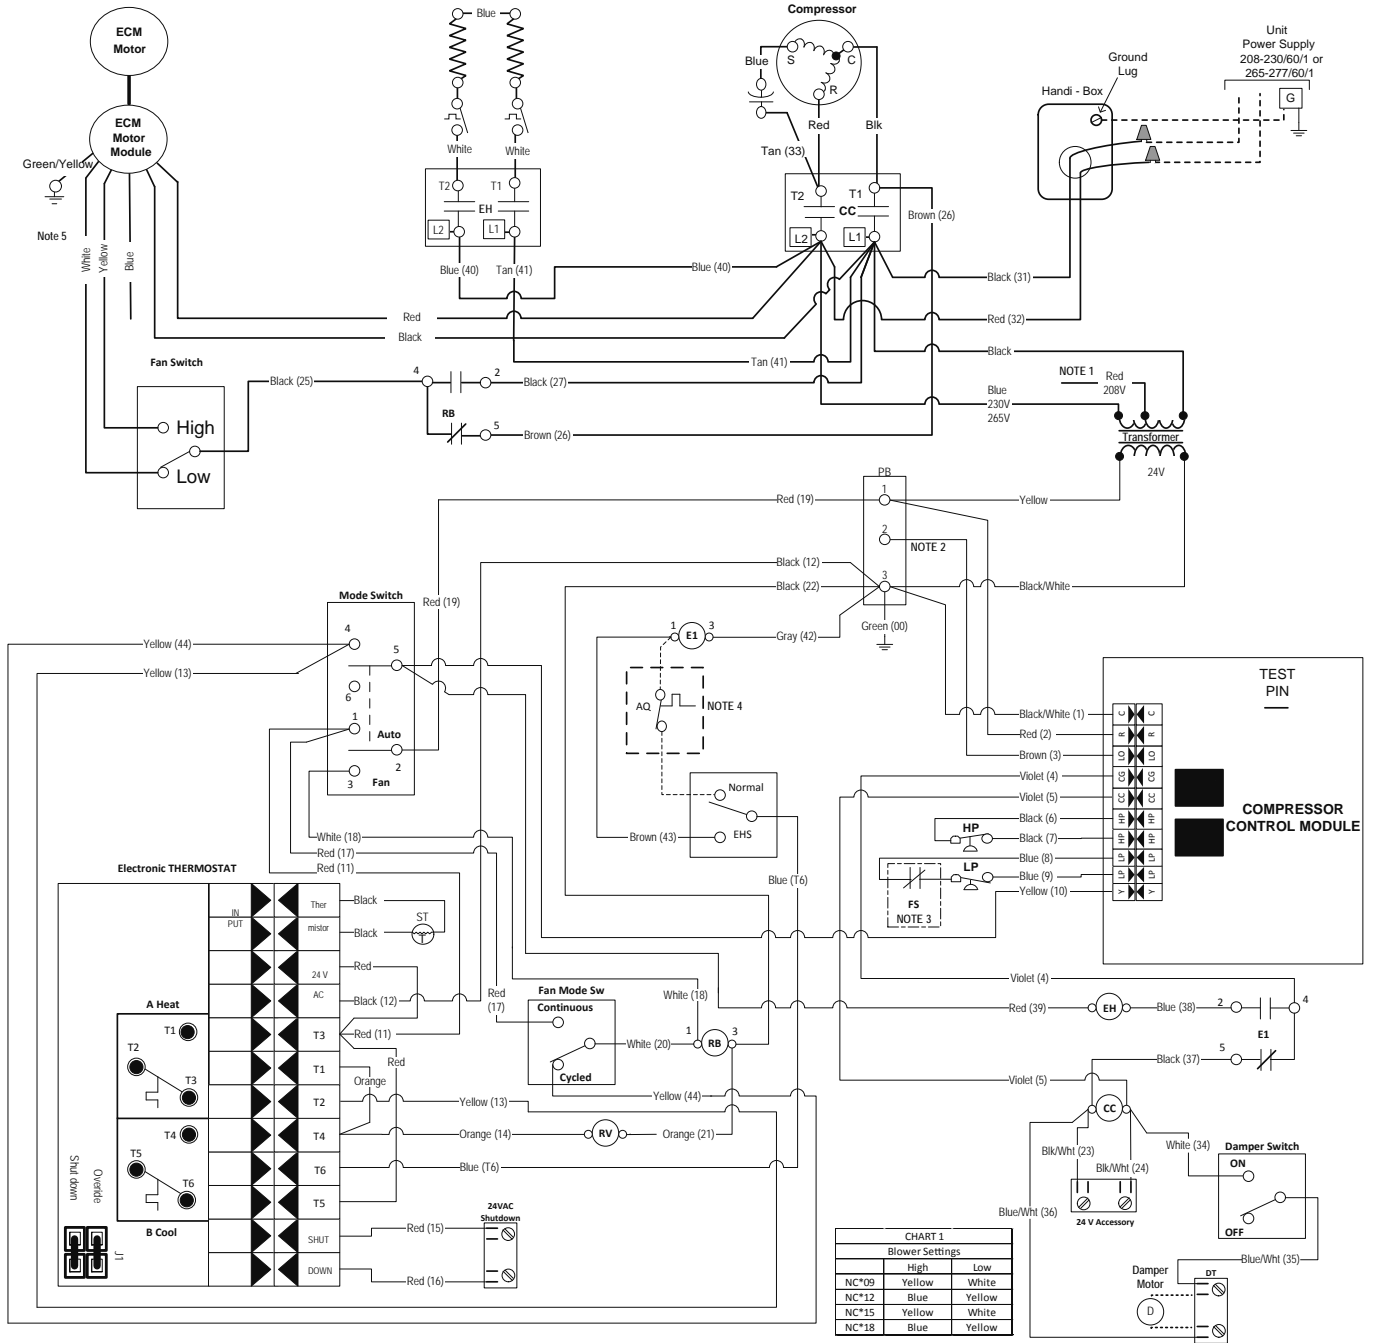 ECM
Motor
ECM
Motor
Module
Green/Yellow
Note 5
White
Yellow
Blue
Blue
White
White
T2
T1
EH
L2
L1
Blue (40)
Tan (41)
Compressor
S
C
R
Blue
Red
Blk
Tan (33)
T2
T1
CC
L2
L1
Brown (26)
Unit
Power Supply
208-230/60/1 or
265-277/60/1
Ground
Lug
Handi - Box
G
Blue (40)
Black (31)
Red (32)
Red
Black
Tan (41)
Black
Fan Switch
High
Low
Black (25)
4
2
Black (27)
RB
5
Brown (26)
Blue
230V
265V
NOTE 1
Red
208V
Transformer
24V
PB
1
2
3
NOTE 2
Red (19)
Yellow
Black (12)
Black (22)
Black/White
Green (00)
Mode Switch
Red (19)
4
5
6
1
Auto
2
3
Fan
Yellow (44)
Yellow (13)
1
E1
3
Gray (42)
AQ
NOTE 4
Normal
EHS
Brown (43)
Blue (T6)
White (18)
Red (17)
Red (11)
TEST
PIN
COMPRESSOR
CONTROL MODULE
Black/White (1)
C
C
Red (2)
R
R
Brown (3)
LO
LO
Violet (4)
CG
CG
Violet (5)
CC
CC
Black (6)
HP
HP
Black (7)
HP
HP
Blue (8)
LP
LP
Blue (9)
LP
LP
Yellow (10)
Y
Y
HP
LP
FS
NOTE 3
Electronic THERMOSTAT
IN
PUT
Ther
mistor
24 V
AC
T3
T1
T2
T4
T6
T5
SHUT
DOWN
Black
Black
ST
Red
Black (12)
Red (11)
Red
Orange
Yellow (13)
Orange (14)
Blue (T6)
Red (15)
Red (16)
24VAC
Shutdown
A Heat
T1
T2
T3
T4
T5
T6
B Cool
Shut down
Overide
J1
Red
(17)
Fan Mode Sw
Continuous
Cycled
White (18)
White (20)
1
RB
3
Yellow (44)
RV
Orange (21)
Violet (4)
Red (39)
EH
Blue (38)
2
4
E1
5
Black (37)
Violet (5)
CC
Blk/Wht (23)
Blk/Wht (24)
24 V Accessory
White (34)
Damper Switch
ON
OFF
Blue/Wht (36)
Blue/Wht (35)
Damper
Motor
D
DT
CHART 1
Blower Settings
High Low
NC*09 Yellow White
NC*12 Blue Yellow
NC*15 Yellow White
NC*18 Blue Yellow